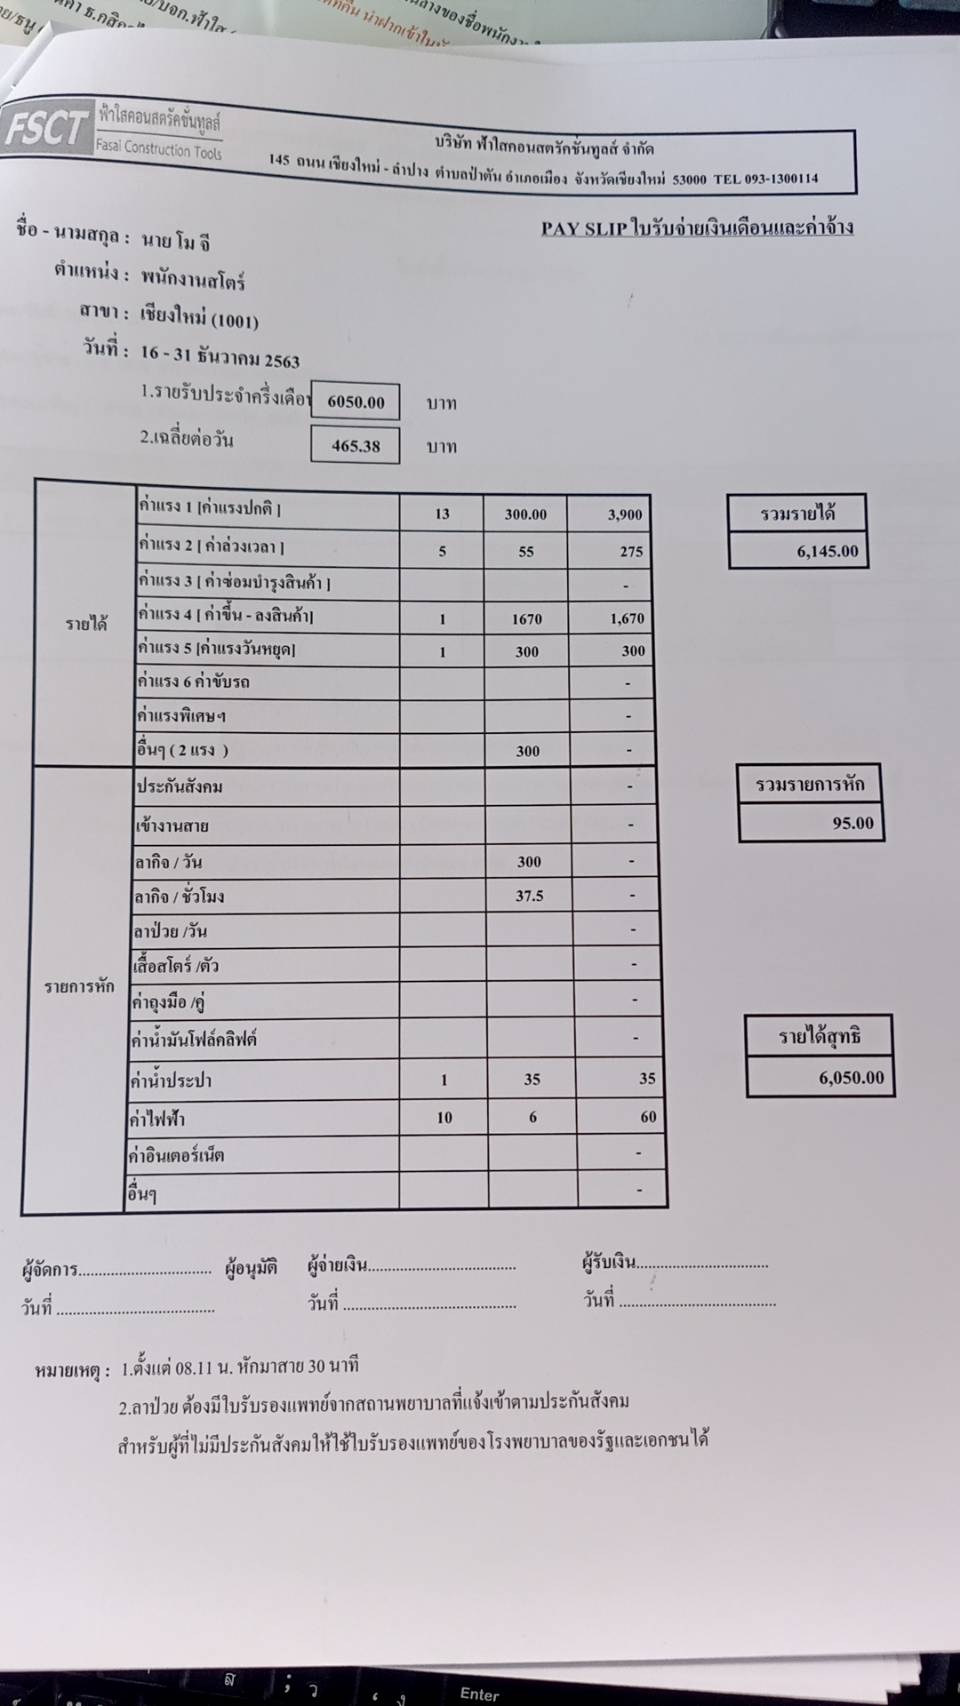 FSCT
ฟ้าใสคอนสตรัคชั่นทูลส์
Fasai Construction Tools
บริษัท ฟ้าใสคอนสตรักชั่นทูลส์ จำกัด
145 ถนน เชียงใหม่ - ลำปาง ตำบลป่าตัน อำเภอเมือง จังหวัดเชียงใหม่ 53000 TEL 093-1300114
PAY SLIP ใบรับจ่ายเงินเดือนและค่าจ้าง
ชื่อ - นามสกุล : นาย โม จี
ตำแหน่ง : พนักงานสโตร์
สาขา : เชียงใหม่ (1001)
วันที่ : 16 - 31 ธันวาคม 2563
1.รายรับประจำครึ่งเดือน 6050.00 บาท
2.เฉลี่ยต่อวัน 465.38 บาท
รายได้
ค่าแรง 1 [ค่าแรงปกติ ] 13 300.00 3,900
ค่าแรง 2 [ ค่าล่วงเวลา ] 5 55 275
ค่าแรง 3 [ ค่าซ่อมบำรุงสินค้า ] -
ค่าแรง 4 [ ค่าขึ้น - ลงสินค้า] 1 1670 1,670
ค่าแรง 5 [ค่าแรงวันหยุด] 1 300 300
ค่าแรง 6 ค่าขับรถ -
ค่าแรงพิเศษฯ -
อื่นๆ ( 2 แรง ) 300 -
รวมรายได้
6,145.00
รายการหัก
ประกันสังคม -
เข้างานสาย -
ลากิจ / วัน 300 -
ลากิจ / ชั่วโมง 37.5 -
ลาป่วย /วัน -
เสื้อสโตร์ /ตัว -
ค่าถุงมือ /คู่ -
ค่าน้ำมันโฟล์คลิฟต์ -
ค่าน้ำประปา 1 35 35
ค่าไฟฟ้า 10 6 60
ค่าอินเตอร์เน็ต -
อื่นๆ -
รวมรายการหัก
95.00
รายได้สุทธิ
6,050.00
ผู้จัดการ................................ ผู้อนุมัติ ผู้จ่ายเงิน.................................... ผู้รับเงิน................................
วันที่ ...................................... วันที่ .......................................... วันที่ ......................................
หมายเหตุ : 1.ตั้งแต่ 08.11 น. หักมาสาย 30 นาที
2.ลาป่วย ต้องมีใบรับรองแพทย์จากสถานพยาบาลที่แจ้งเข้าตามประกันสังคม
สำหรับผู้ที่ไม่มีประกันสังคมให้ใช้ใบรับรองแพทย์ของโรงพยาบาลของรัฐและเอกชนได้
Enter